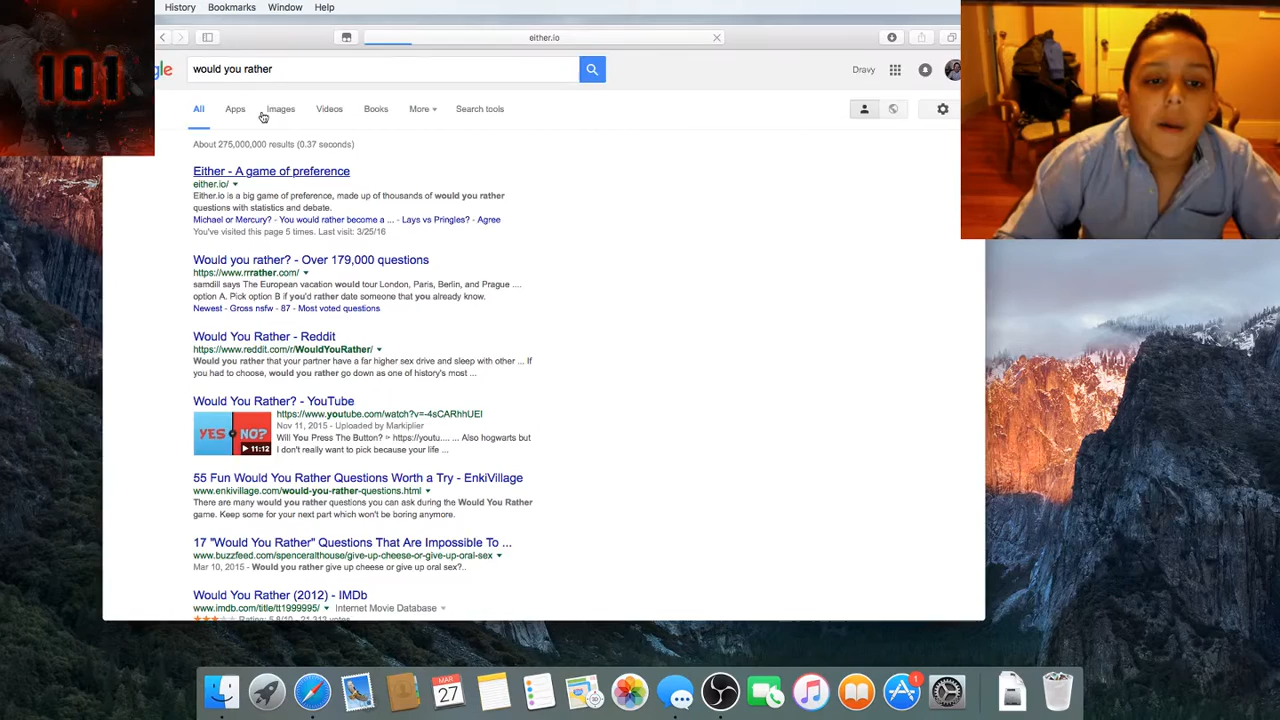 History Bookmarks Window Help
either.io
101
gle would you rather Dravy
All Apps Images Videos Books More Search tools
About 275,000,000 results (0.37 seconds)
Either - A game of preference
either.io/
Either.io is a big game of preference, made up of thousands of would you rather
questions with statistics and debate.
Michael or Mercury? - You would rather become a ... - Lays vs Pringles? - Agree
You've visited this page 5 times. Last visit: 3/25/16
Would you rather? - Over 179,000 questions
https://www.rrrather.com/
samdill says The European vacation would tour London, Paris, Berlin, and Prague ....
option A. Pick option B if you'd rather date someone that you already know.
Newest - Gross nsfw - 87 - Most voted questions
Would You Rather - Reddit
https://www.reddit.com/r/WouldYouRather/
Would you rather that your partner have a far higher sex drive and sleep with other ... If
you had to choose, would you rather go down as one of history's most ...
Would You Rather? - YouTube
https://www.youtube.com/watch?v=-4sCARhhUEI
Nov 11, 2015 - Uploaded by Markiplier
Will You Press The Button? ► https://youtu.... ... Also hogwarts but
I don't really want to pick because your life ...
YES NO?
11:12
55 Fun Would You Rather Questions Worth a Try - EnkiVillage
www.enkivillage.com/would-you-rather-questions.html
There are many would you rather questions you can ask during the Would You Rather
game. Keep some for your next part which won't be boring anymore.
17 "Would You Rather" Questions That Are Impossible To ...
www.buzzfeed.com/spenceralthouse/give-up-cheese-or-give-up-oral-sex
Mar 10, 2015 - Would you rather give up cheese or give up oral sex?..
Would You Rather (2012) - IMDb
www.imdb.com/title/tt1999995/ Internet Movie Database
Rating: 5.8/10 - 21,313 votes
MAR
27
1